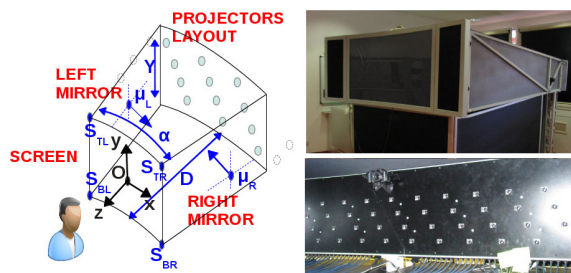 PROJECTORS
LAYOUT
Y
LEFT
MIRROR
μL
STL
α
y
SCREEN
STR
D
SBL
O
μR
x
z
RIGHT
MIRROR
SBR